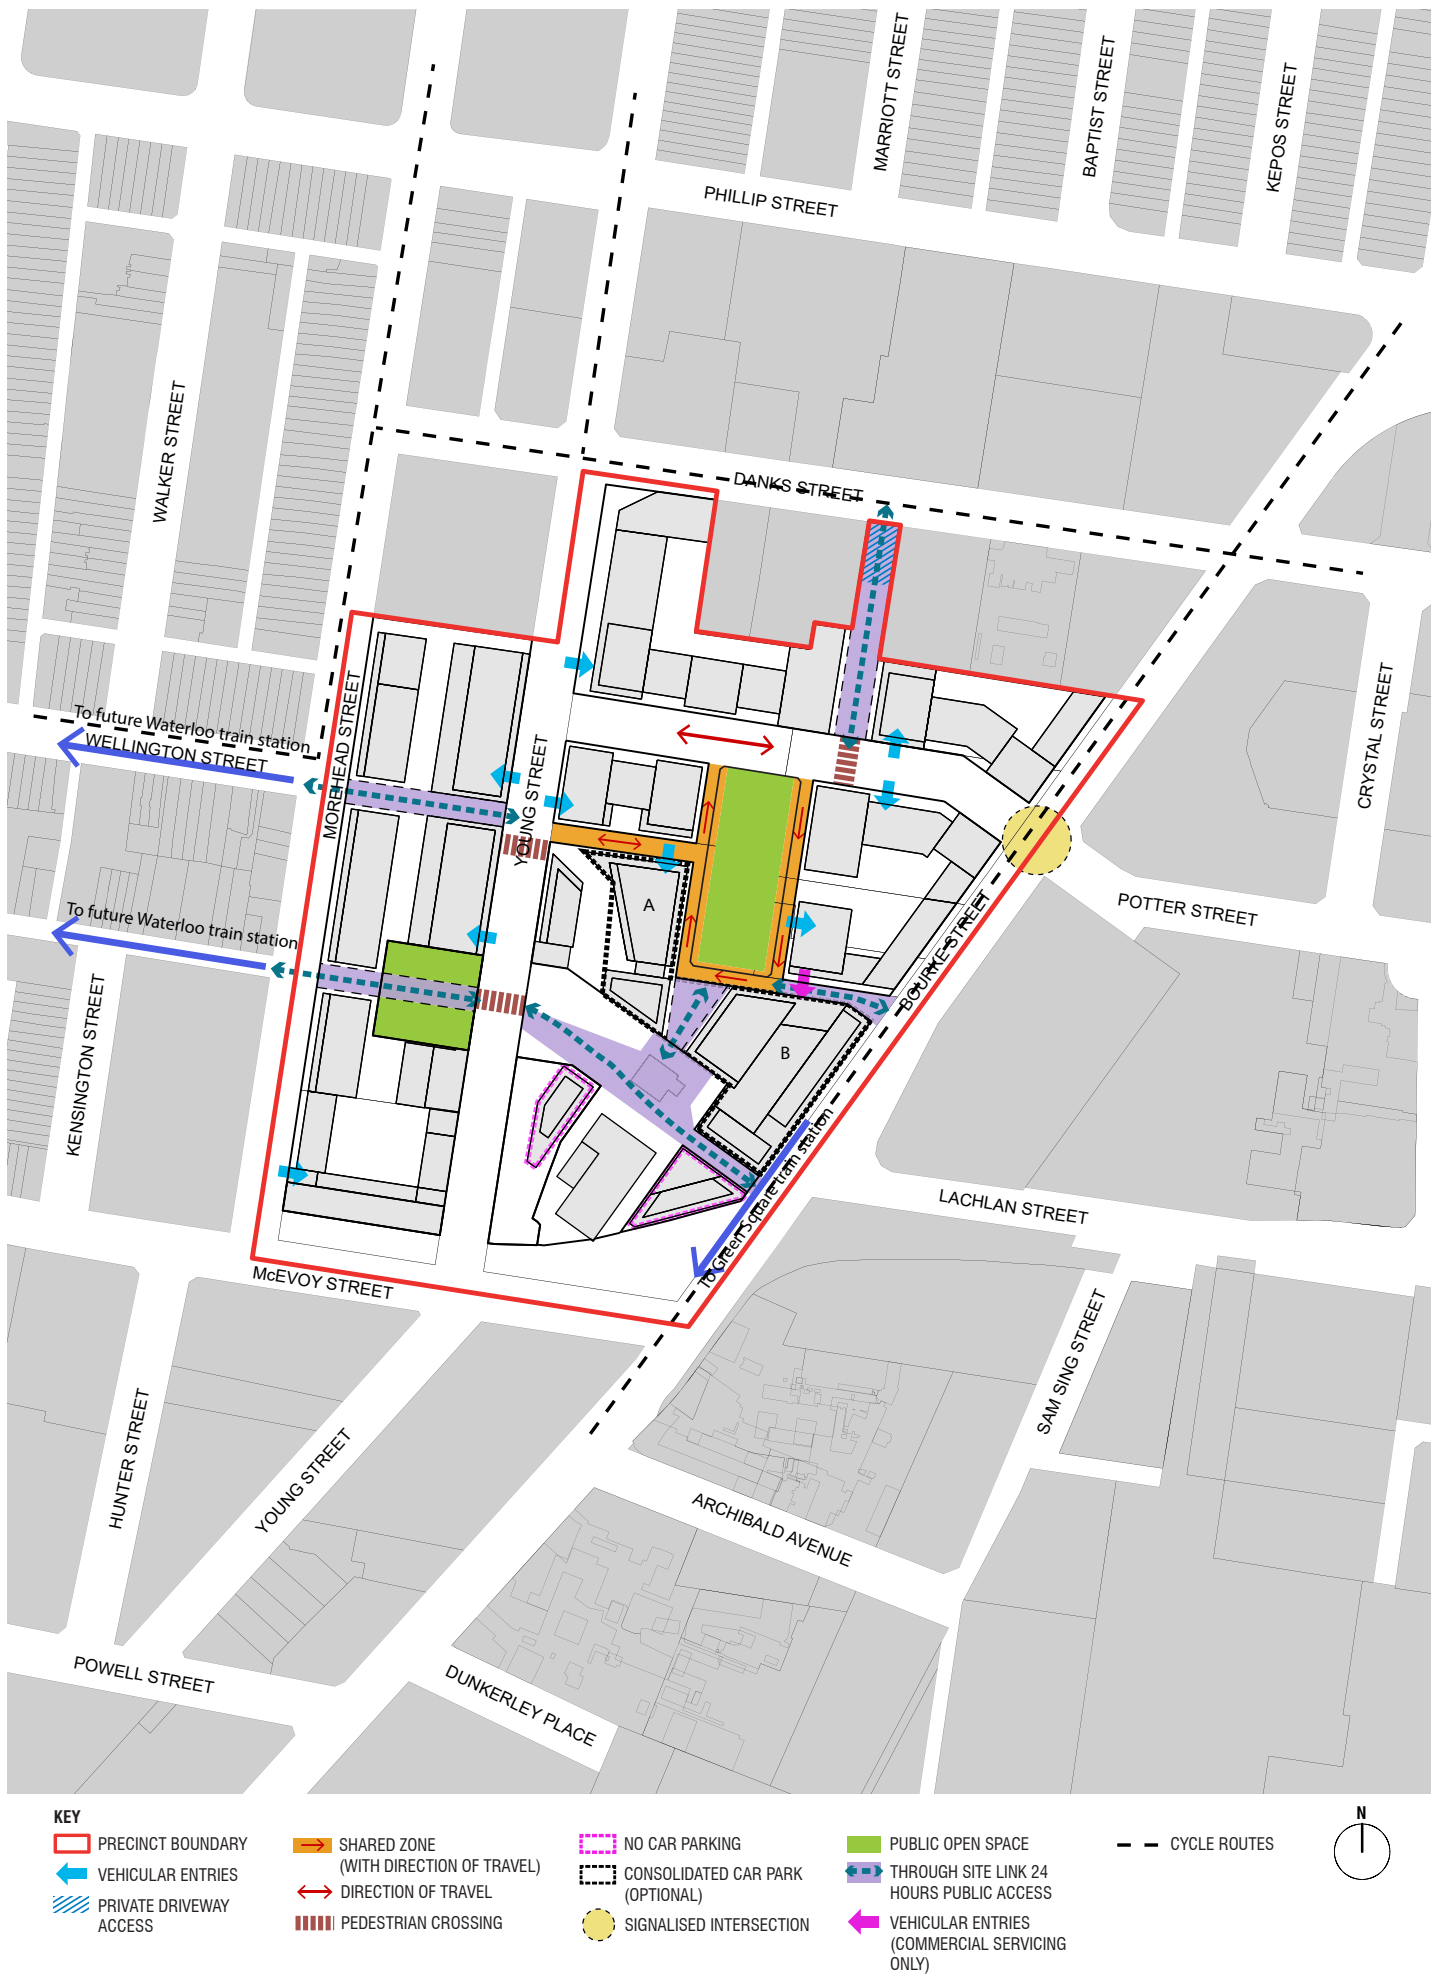 MARRIOTT STREET
BAPTIST STREET
KEPOS STREET
PHILLIP STREET
WALKER STREET
DANKS STREET
MOREHEAD STREET
CRYSTAL STREET
To future Waterloo train station
WELLINGTON STREET
YOUNG STREET
A
POTTER STREET
To future Waterloo train station
BOURKE STREET
KENSINGTON STREET
B
To Green Square train station
LACHLAN STREET
McEVOY STREET
SAM SING STREET
HUNTER STREET
YOUNG STREET
ARCHIBALD AVENUE
POWELL STREET
DUNKERLEY PLACE
KEY
PRECINCT BOUNDARY
VEHICULAR ENTRIES
PRIVATE DRIVEWAY
ACCESS
SHARED ZONE
(WITH DIRECTION OF TRAVEL)
DIRECTION OF TRAVEL
PEDESTRIAN CROSSING
NO CAR PARKING
CONSOLIDATED CAR PARK
(OPTIONAL)
SIGNALISED INTERSECTION
PUBLIC OPEN SPACE
THROUGH SITE LINK 24
HOURS PUBLIC ACCESS
VEHICULAR ENTRIES
(COMMERCIAL SERVICING
ONLY)
CYCLE ROUTES
N